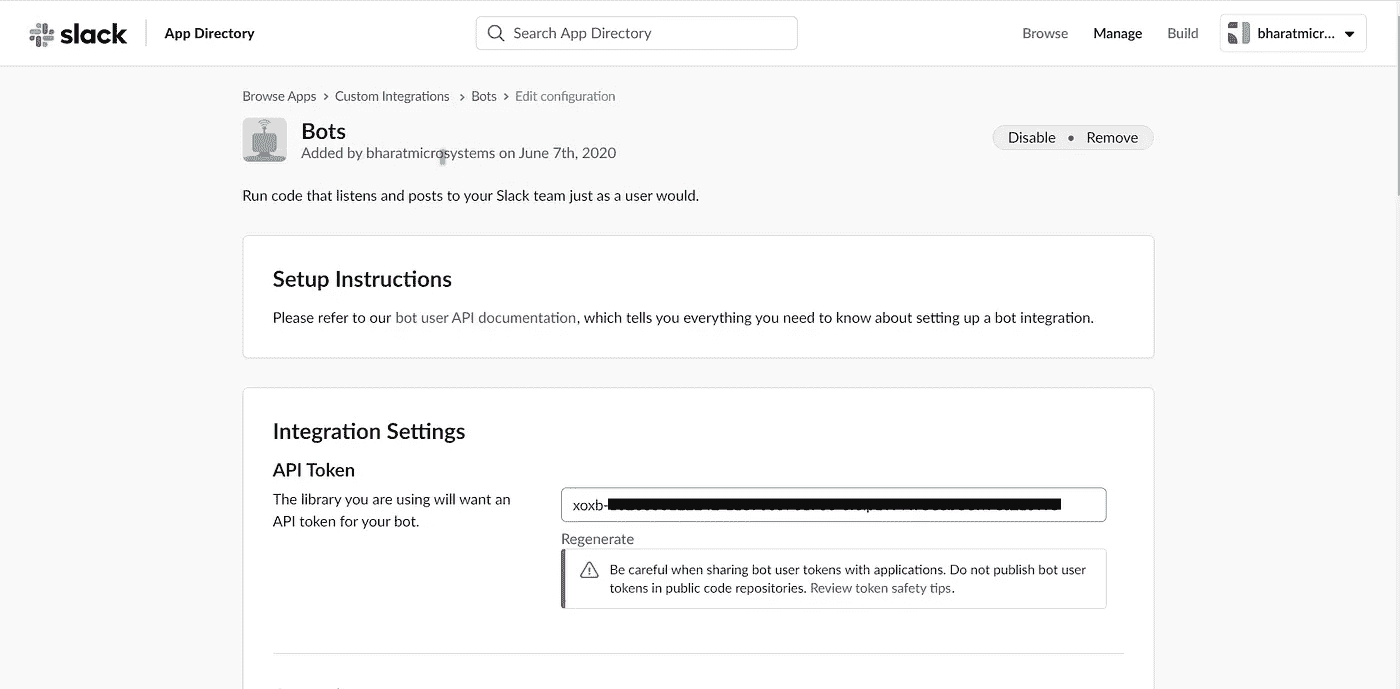 slack App Directory Search App Directory Browse Manage Build bharatmicr...
Browse Apps > Custom Integrations > Bots > Edit configuration
Bots
Added by bharatmicrosystems on June 7th, 2020
Disable • Remove
Run code that listens and posts to your Slack team just as a user would.
Setup Instructions
Please refer to our bot user API documentation, which tells you everything you need to know about setting up a bot integration.
Integration Settings
API Token
The library you are using will want an
API token for your bot.
xoxb-
Regenerate
Be careful when sharing bot user tokens with applications. Do not publish bot user
tokens in public code repositories. Review token safety tips.